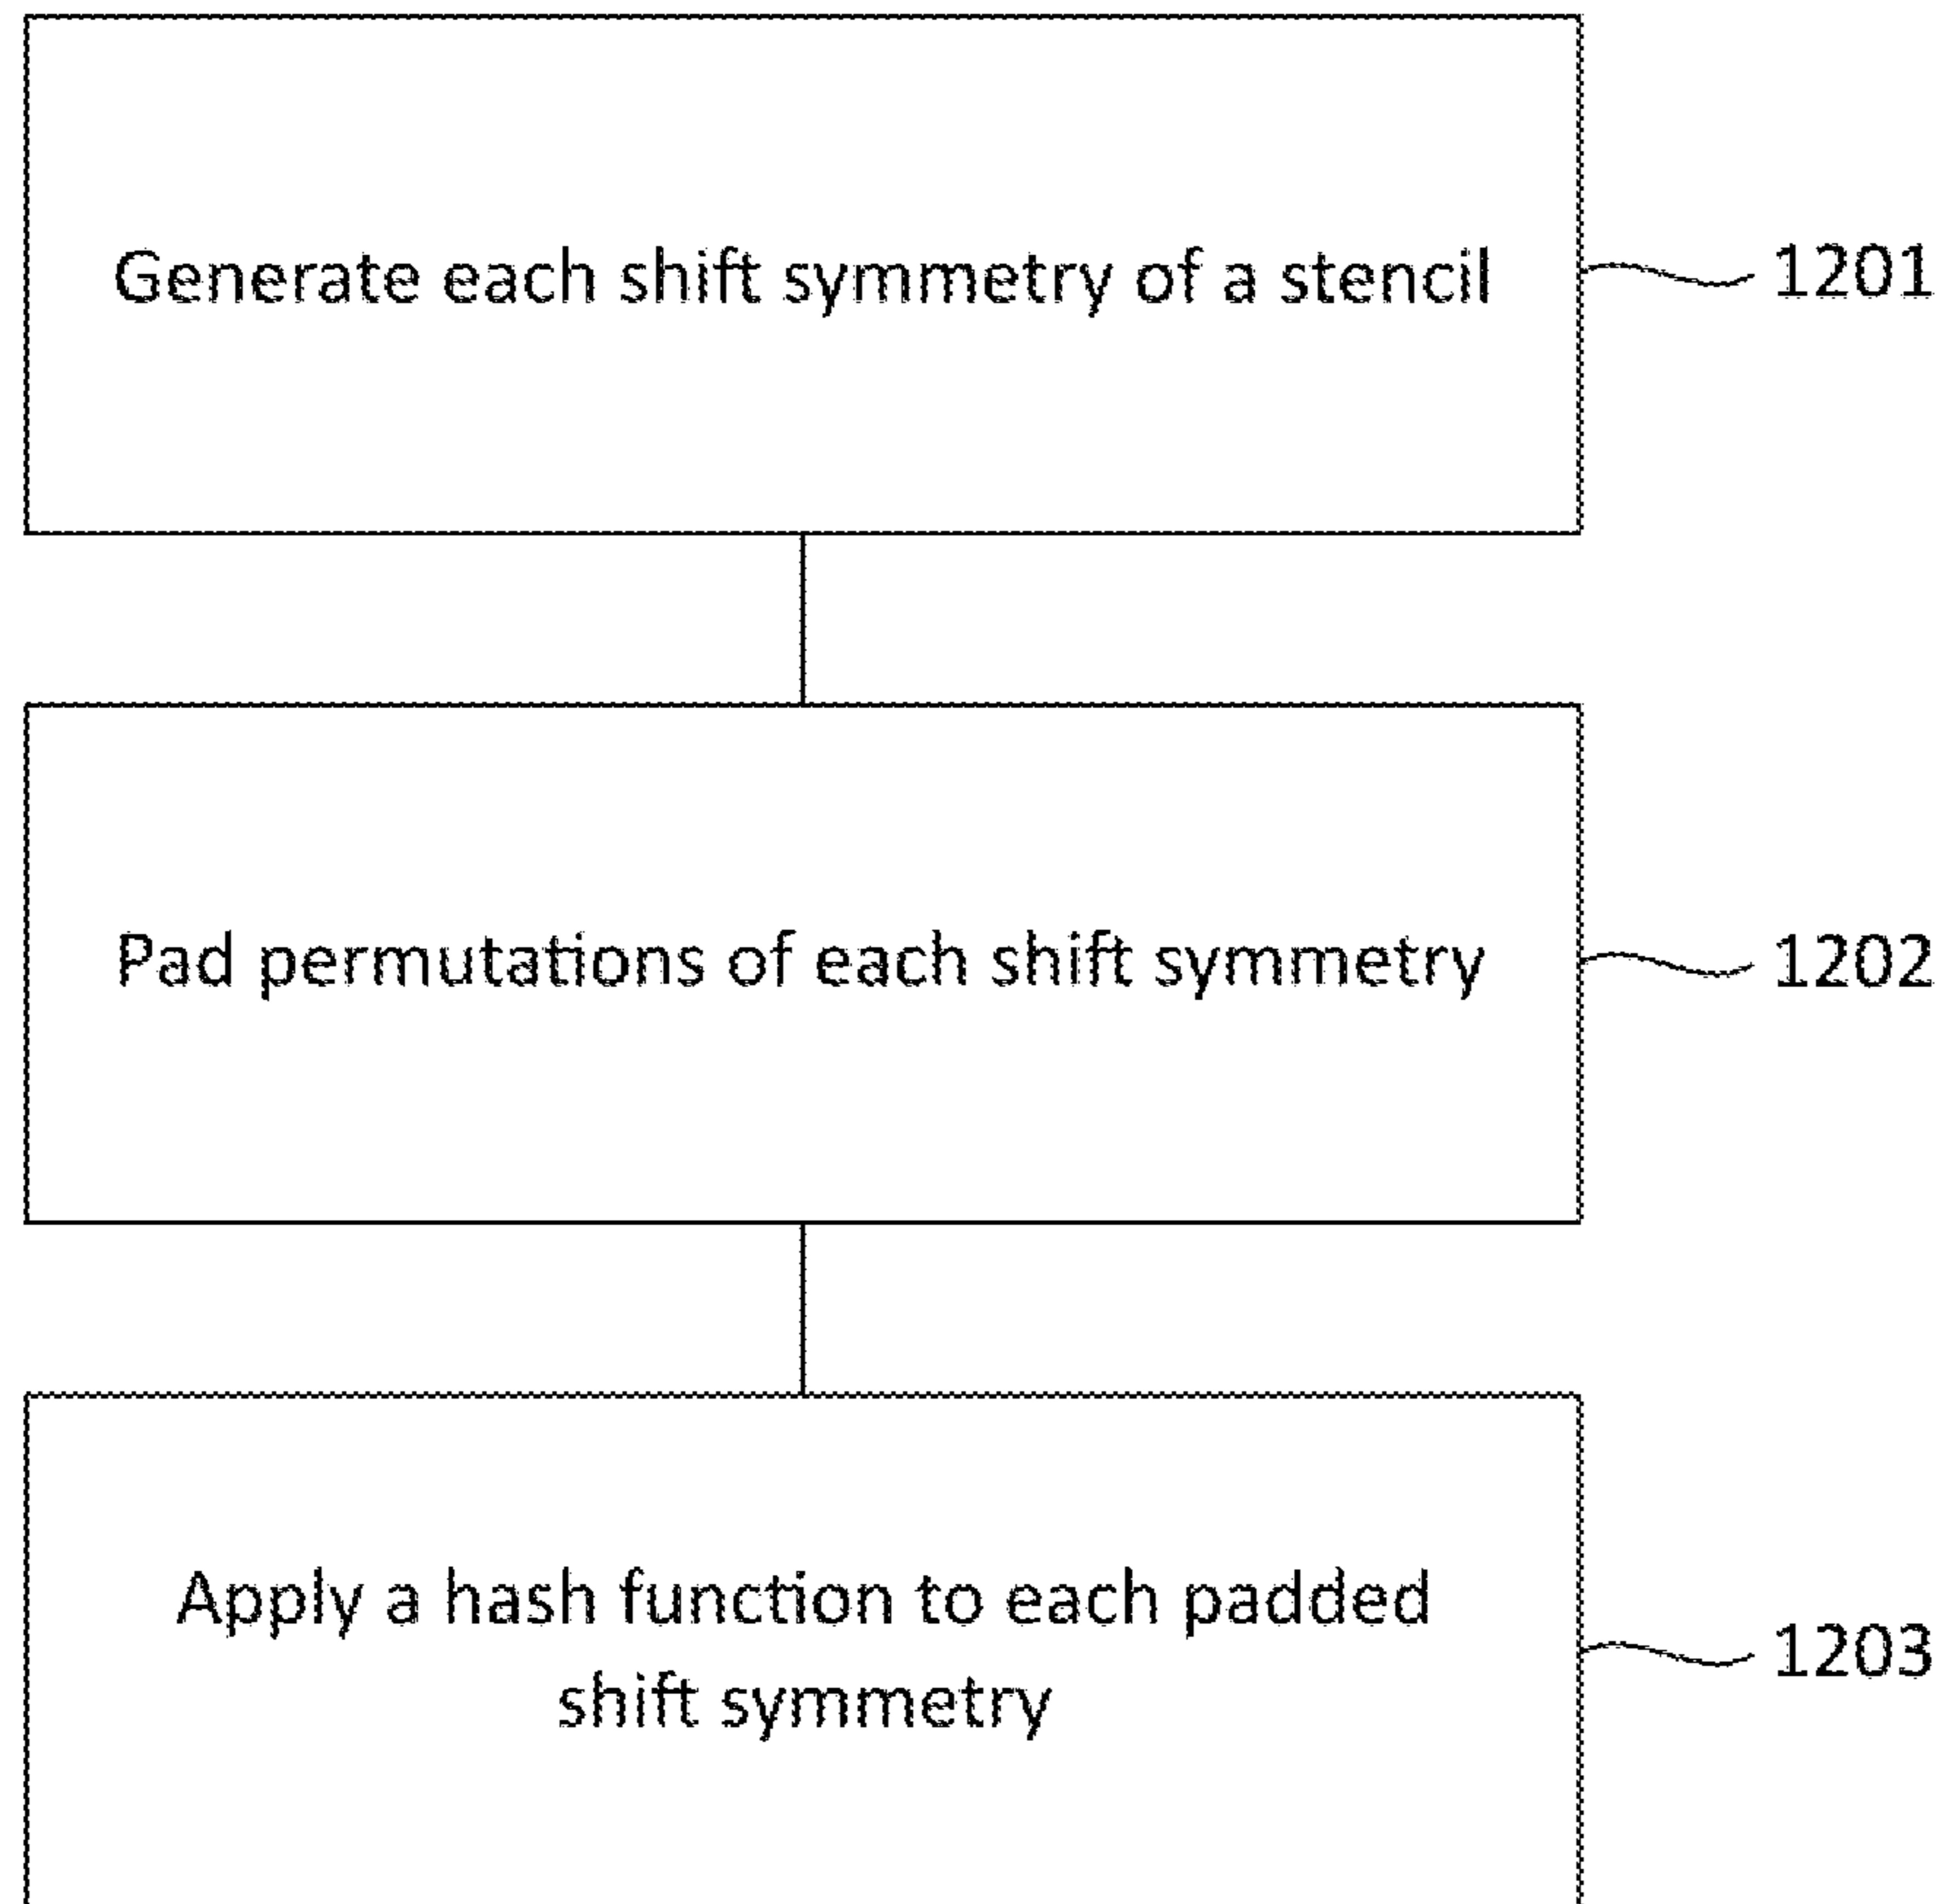 Generate each shift symmetry of a stencil
1201
Pad permutations of each shift symmetry
1202
Apply a hash function to each padded
shift symmetry
1203